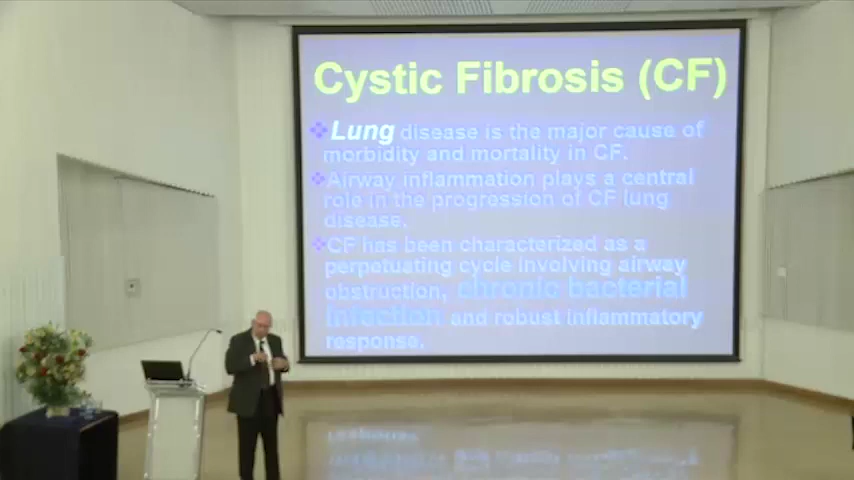 Cystic Fibrosis (CF)
Lung disease is the major cause of
morbidity and mortality in CF.
Airway inflammation plays a central
role in the progression of CF lung
disease.
CF has been characterized as a
perpetuating cycle involving airway
obstruction, chronic bacterial
infection and robust inflammatory
response.